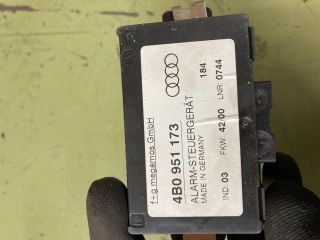 184
f+g megamos GmbH
4B0 951 173
ALARM-STEUERGERÄT
MADE IN GERMANY
IND: 03 FKW: 42.00 LNR: 0744